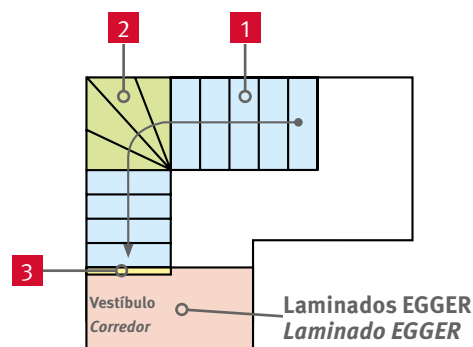 2
1
3
Vestíbulo
Corredor
Laminados EGGER
Laminado EGGER